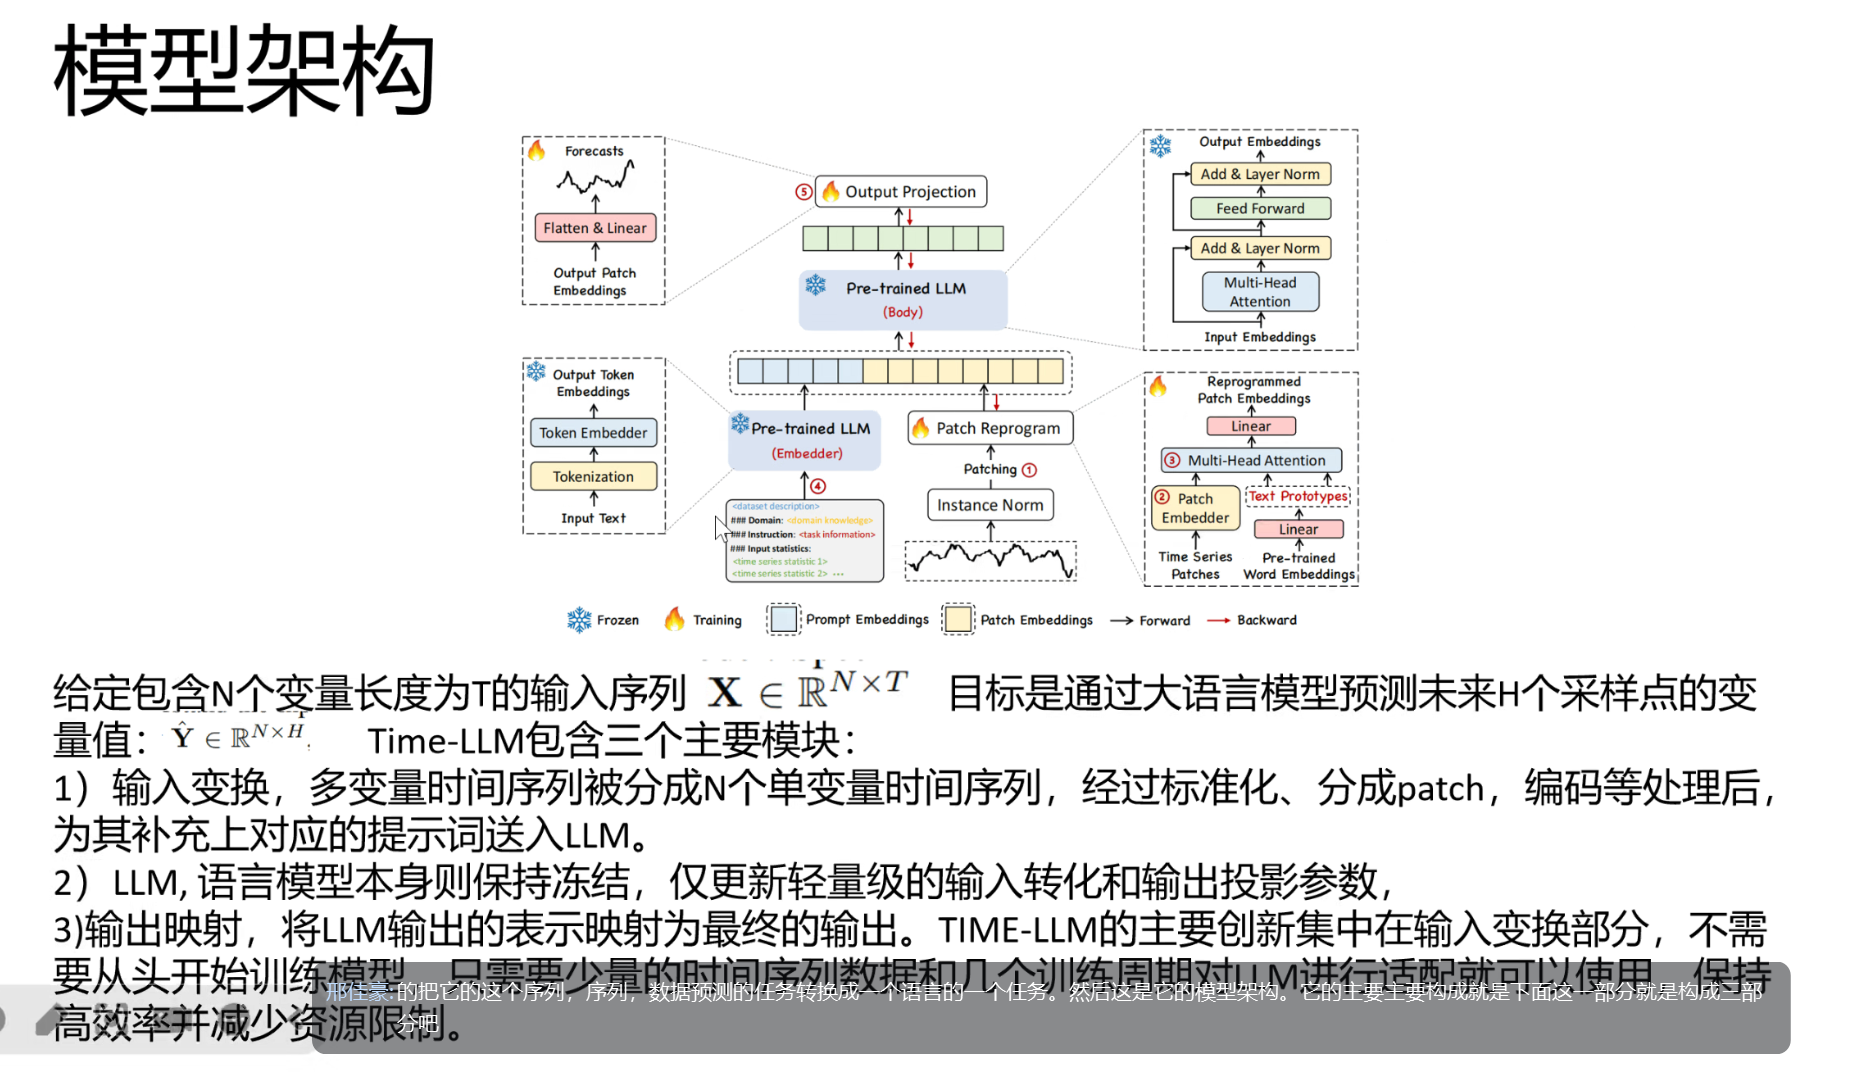 模型架构
Forecasts
Flatten & Linear
Output Patch
Embeddings
⑤ Output Projection
Pre-trained LLM
(Body)
Output Embeddings
Add & Layer Norm
Feed Forward
Add & Layer Norm
Multi-Head
Attention
Input Embeddings
Output Token
Embeddings
Token Embedder
Tokenization
Input Text
Pre-trained LLM
(Embedder)
④
<dataset description>
### Domain: <domain knowledge>
### Instruction: <task information>
### Input statistics:
<time series statistic 1>
<time series statistic 2> ...
Patch Reprogram
Patching ①
Instance Norm
Reprogrammed
Patch Embeddings
Linear
③ Multi-Head Attention
② Patch
Embedder
Text Prototypes
Linear
Time Series
Patches
Pre-trained
Word Embeddings
Frozen
Training
Prompt Embeddings
Patch Embeddings
Forward
Backward
给定包含N个变量长度为T的输入序列 X ∈ ℝ^{N×T} 目标是通过大语言模型预测未来H个采样点的变
量值： Ŷ ∈ ℝ^{N×H}, Time-LLM包含三个主要模块：
1）输入变换，多变量时间序列被分成N个单变量时间序列，经过标准化、分成patch，编码等处理后，
为其补充上对应的提示词送入LLM。
2）LLM, 语言模型本身则保持冻结，仅更新轻量级的输入转化和输出投影参数，
3)输出映射，将LLM输出的表示映射为最终的输出。TIME-LLM的主要创新集中在输入变换部分，不需
要从头开始训练模型，只需要少量的时间序列数据和几个训练周期对LLM进行适配就可以使用，保持
高效率并减少资源限制。
邢佳豪:的把它的这个序列，序列，数据预测的任务转换成一个语言的一个任务。然后这是它的模型架构。它的主要主要构成就是下面这一部分就是构成三部
分吧